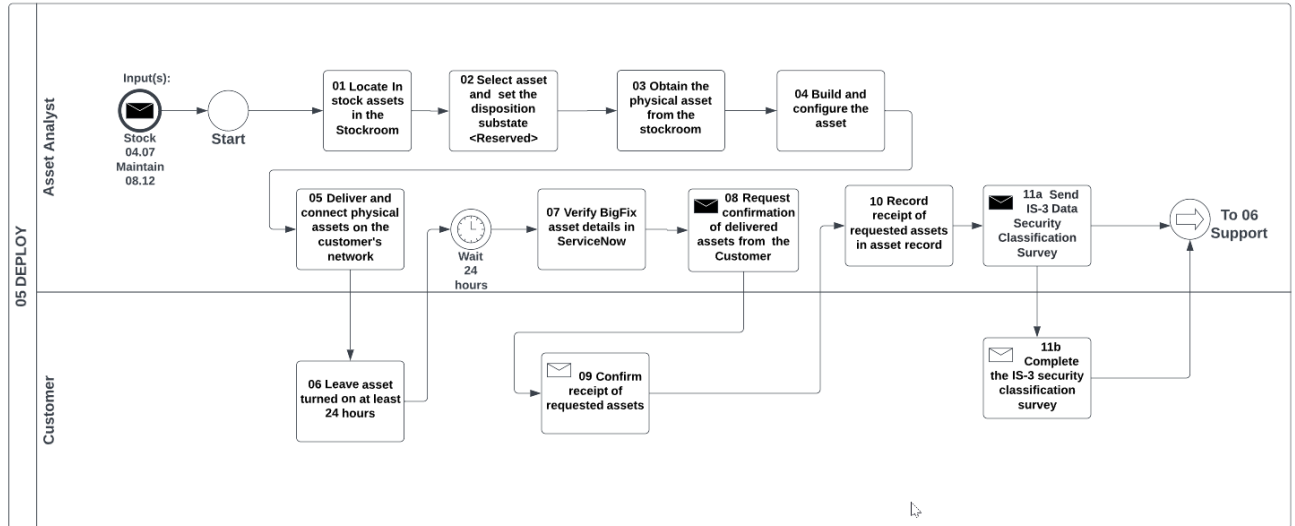 05 DEPLOY
Asset Analyst
Input(s):
Stock
04.07
Maintain
08.12
Start
01 Locate In
stock assets
in the
Stockroom
02 Select asset
and set the
disposition
substate
<Reserved>
03 Obtain the
physical asset
from the
stockroom
04 Build and
configure the
asset
05 Deliver and
connect physical
assets on the
customer's
network
Wait
24
hours
07 Verify BigFix
asset details in
ServiceNow
08 Request
confirmation
of delivered
assets from the
Customer
10 Record
receipt of
requested assets
in asset record
11a Send
IS-3 Data
Security
Classification
Survey
To 06
Support
Customer
06 Leave asset
turned on at least
24 hours
09 Confirm
receipt of
requested assets
11b
Complete
the IS-3 security
classification
survey